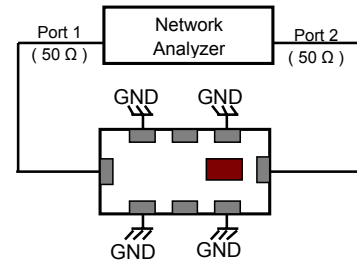 Network
Analyzer
Port 1
( 50 Ω )
Port 2
( 50 Ω )
GND
GND
GND
GND